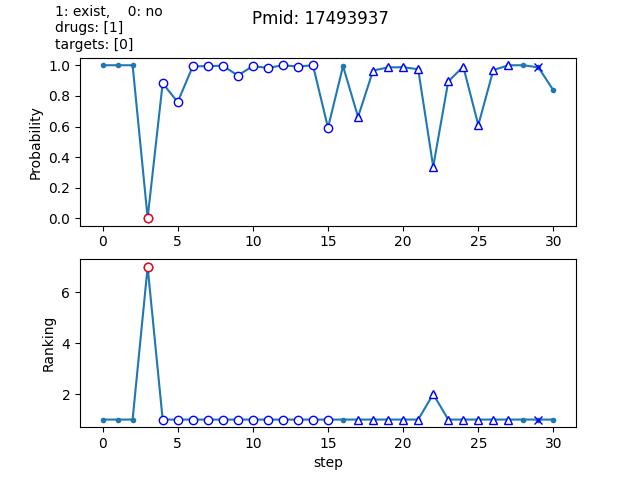 1: exist,    0: no
drugs: [1]
targets: [0]
Pmid: 17493937
1.0
0.8
0.6
0.4
0.2
0.0
Probability
0 5 10 15 20 25 30
6
4
2
Ranking
0 5 10 15 20 25 30
step